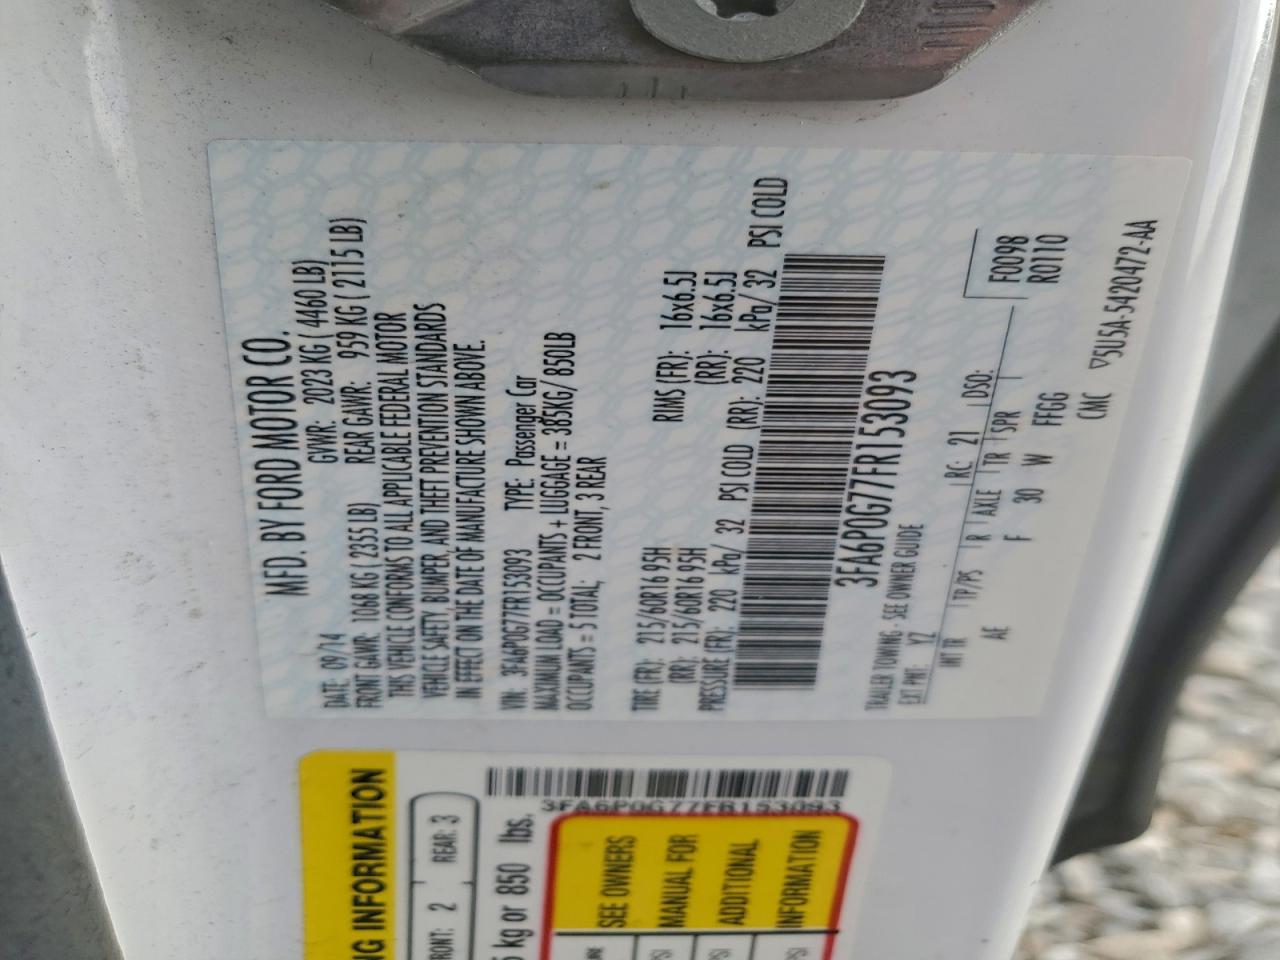 MFD. BY FORD MOTOR CO.
DATE: 09/14 GVWR: 2023 KG ( 4460 LB)
FRONT GAWR: 1068 KG ( 2355 LB) REAR GAWR: 959 KG ( 2115 LB)
THIS VEHICLE CONFORMS TO ALL APPLICABLE FEDERAL MOTOR
VEHICLE SAFETY, BUMPER, AND THEFT PREVENTION STANDARDS
IN EFFECT ON THE DATE OF MANUFACTURE SHOWN ABOVE.
VIN: 3FA6P0G77FR153093 TYPE: Passenger Car
MAXIMUM LOAD = OCCUPANTS + LUGGAGE = 385KG/ 850LB
OCCUPANTS = 5 TOTAL; 2 FRONT, 3 REAR
TIRE (FR): 215/60R16 95H RIMS (FR): 16x6.5J
(RR): 215/60R16 95H (RR): 16x6.5J
PRESSURE (FR): 220 kPa/ 32 PSI COLD (RR): 220 kPa/ 32 PSI COLD
3FA6P0G77FR153093
TRAILER TOWING - SEE OWNER GUIDE
EXT PNT: YZ RC: 21 DSO: F0098
INT TR TP/PS R AXLE TR SPR R0110
AE F 30 W FFGG
CMC ▽5U5A-5420472-AA
NG INFORMATION
FRONT: 2 REAR: 3
5 kg or 850 lbs.
3FA6P0G77FR153093
SEE OWNERS
MANUAL FOR
ADDITIONAL
INFORMATION